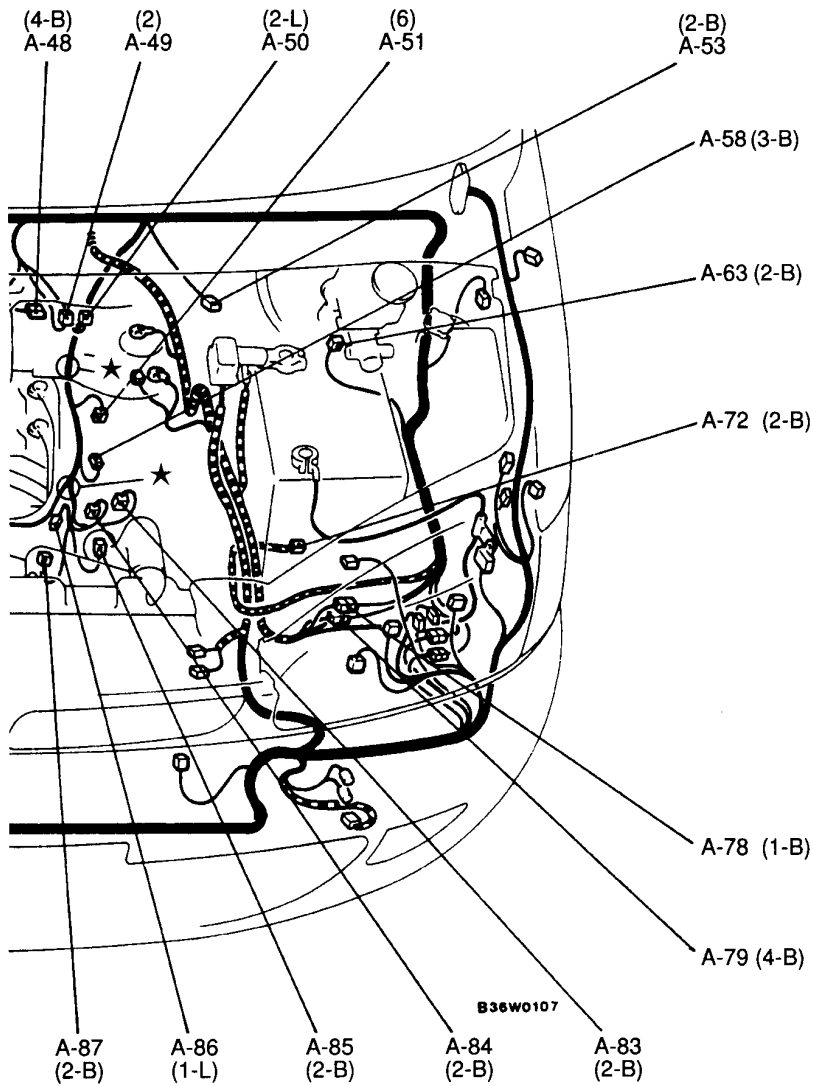 (4-B) (2) (2-L) (6) (2-B)
A-48 A-49 A-50 A-51 A-53
A-58 (3-B)
A-63 (2-B)
A-72 (2-B)
A-78 (1-B)
A-79 (4-B)
B36W0107
A-87 A-86 A-85 A-84 A-83
(2-B) (1-L) (2-B) (2-B) (2-B)